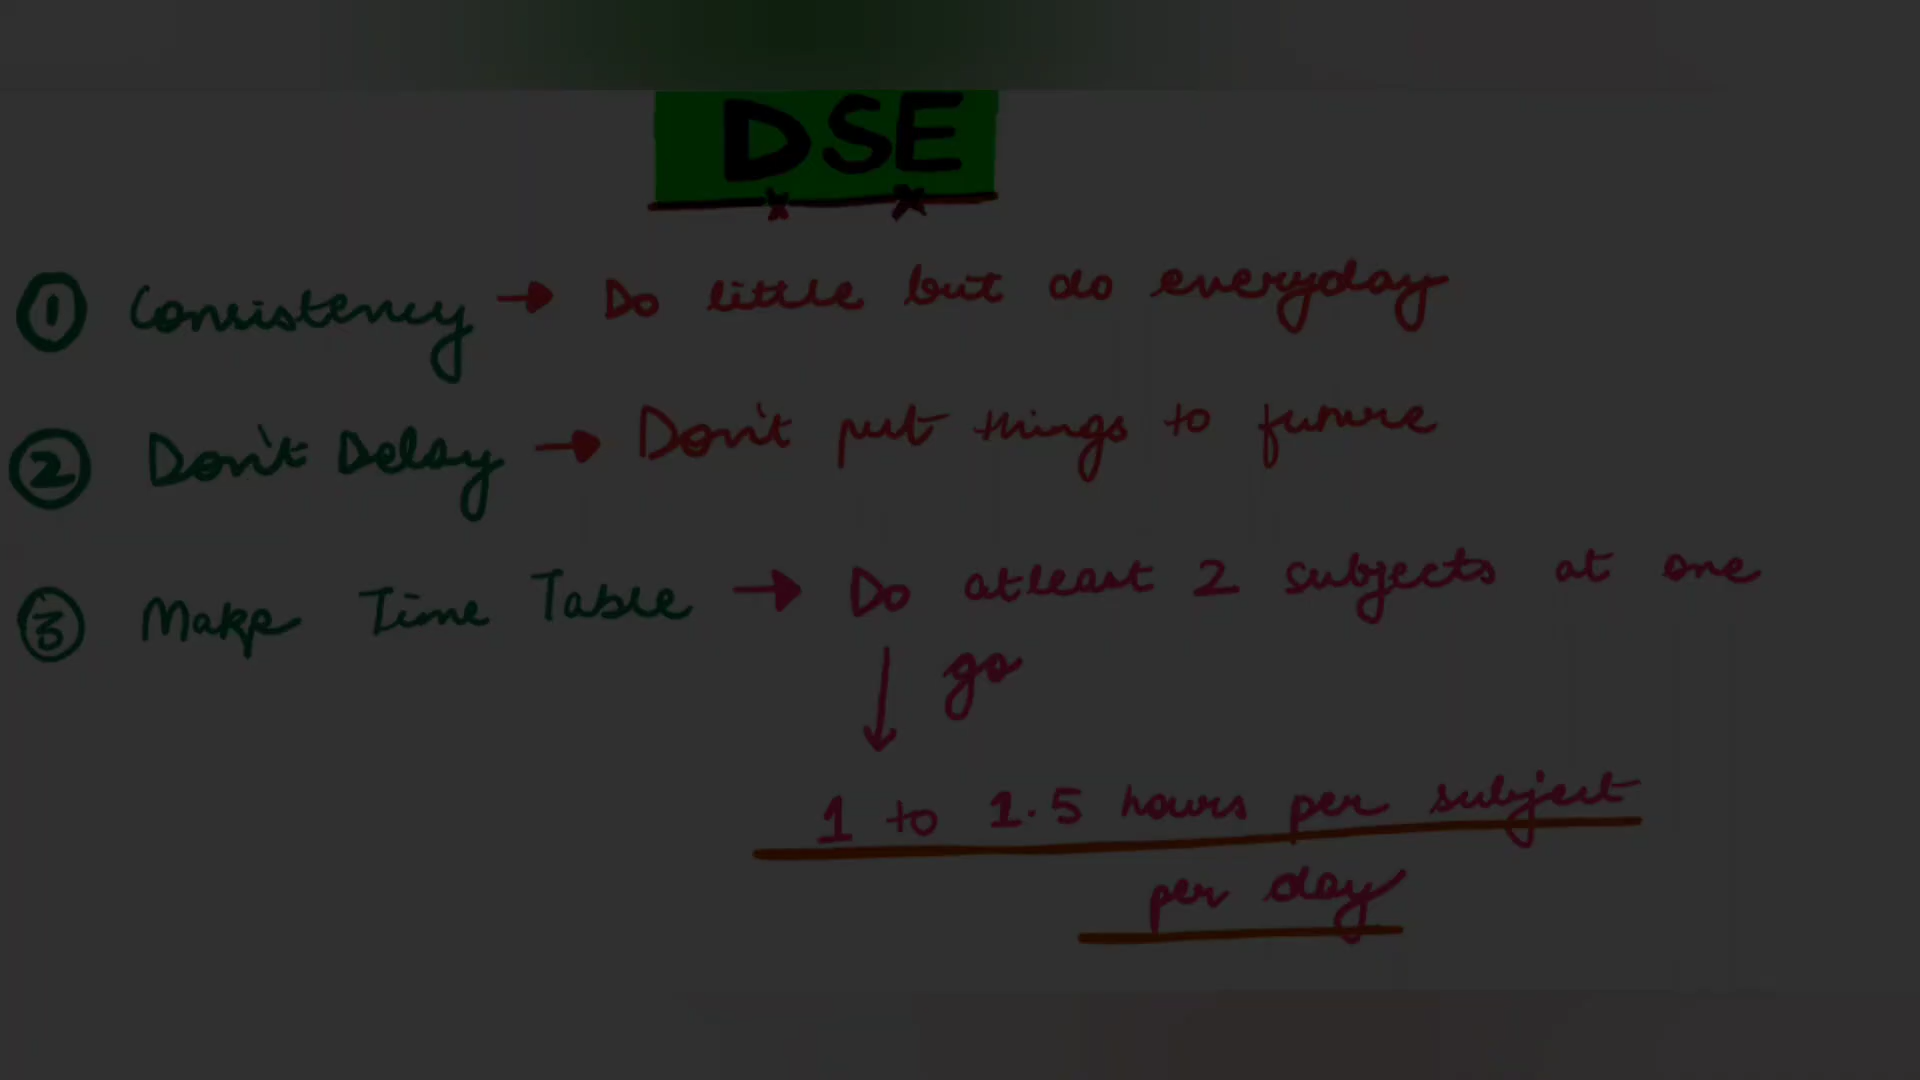 DSE
① Consistency → Do little but do everyday
② Don't Delay → Don't put things to future
③ Make Time Table → Do atleast 2 subjects at one
↓ go
1 to 1.5 hours per subject
per day